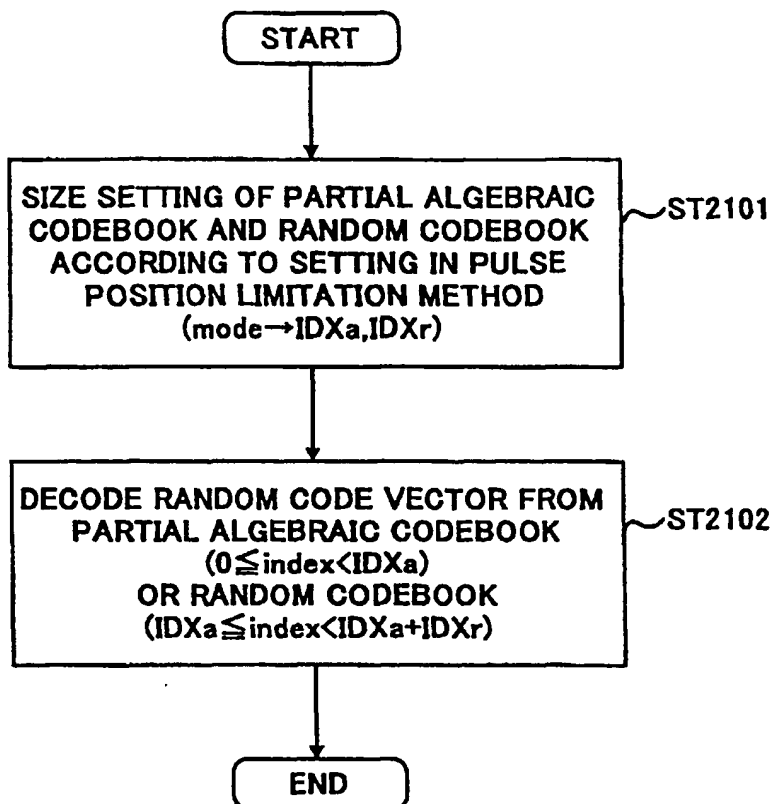 START
SIZE SETTING OF PARTIAL ALGEBRAIC
CODEBOOK AND RANDOM CODEBOOK
ACCORDING TO SETTING IN PULSE
POSITION LIMITATION METHOD
(mode→IDXa,IDXr)
ST2101
DECODE RANDOM CODE VECTOR FROM
PARTIAL ALGEBRAIC CODEBOOK
(0≦index<IDXa)
OR RANDOM CODEBOOK
(IDXa≦index<IDXa+IDXr)
ST2102
END